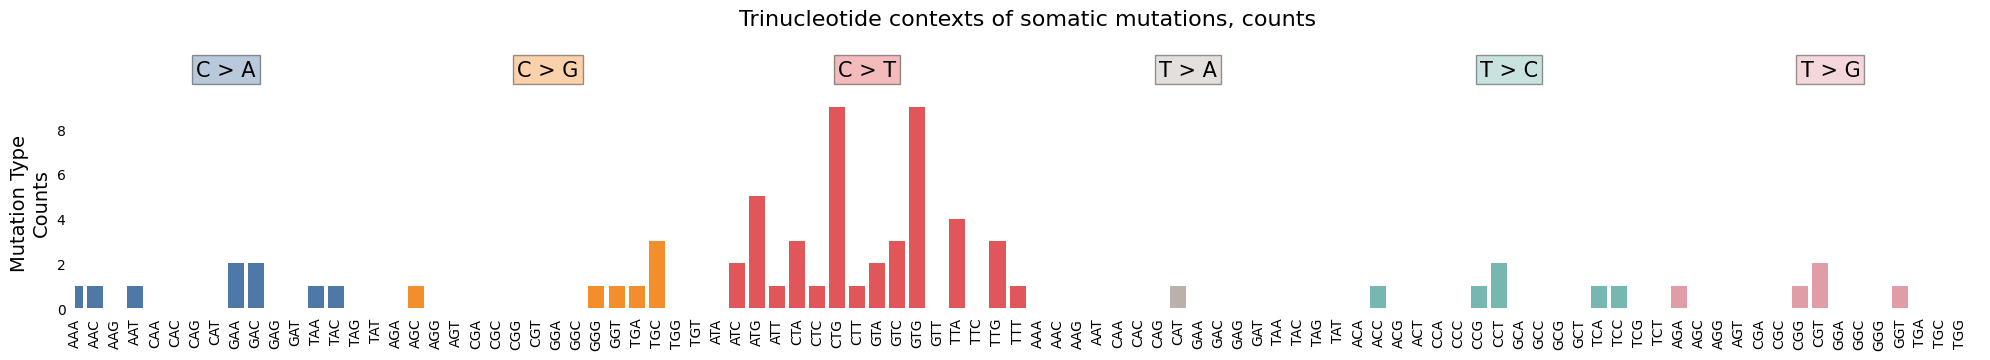 Trinucleotide contexts of somatic mutations, counts
C > A C > G C > T T > A T > C T > G
Mutation Type
Counts
8
6
4
2
0
AAA AAC AAG AAT CAA CAC CAG CAT GAA GAC GAG GAT TAA TAC TAG TAT AGA AGC AGG AGT CGA CGC CGG CGT GGA GGC GGG GGT TGA TGC TGG TGT ATA ATC ATG ATT CTA CTC CTG CTT GTA GTC GTG GTT TTA TTC TTG TTT AAA AAC AAG AAT CAA CAC CAG CAT GAA GAC GAG GAT TAA TAC TAG TAT ACA ACC ACG ACT CCA CCC CCG CCT GCA GCC GCG GCT TCA TCC TCG TCT AGA AGC AGG AGT CGA CGC CGG CGT GGA GGC GGG GGT TGA TGC TGG